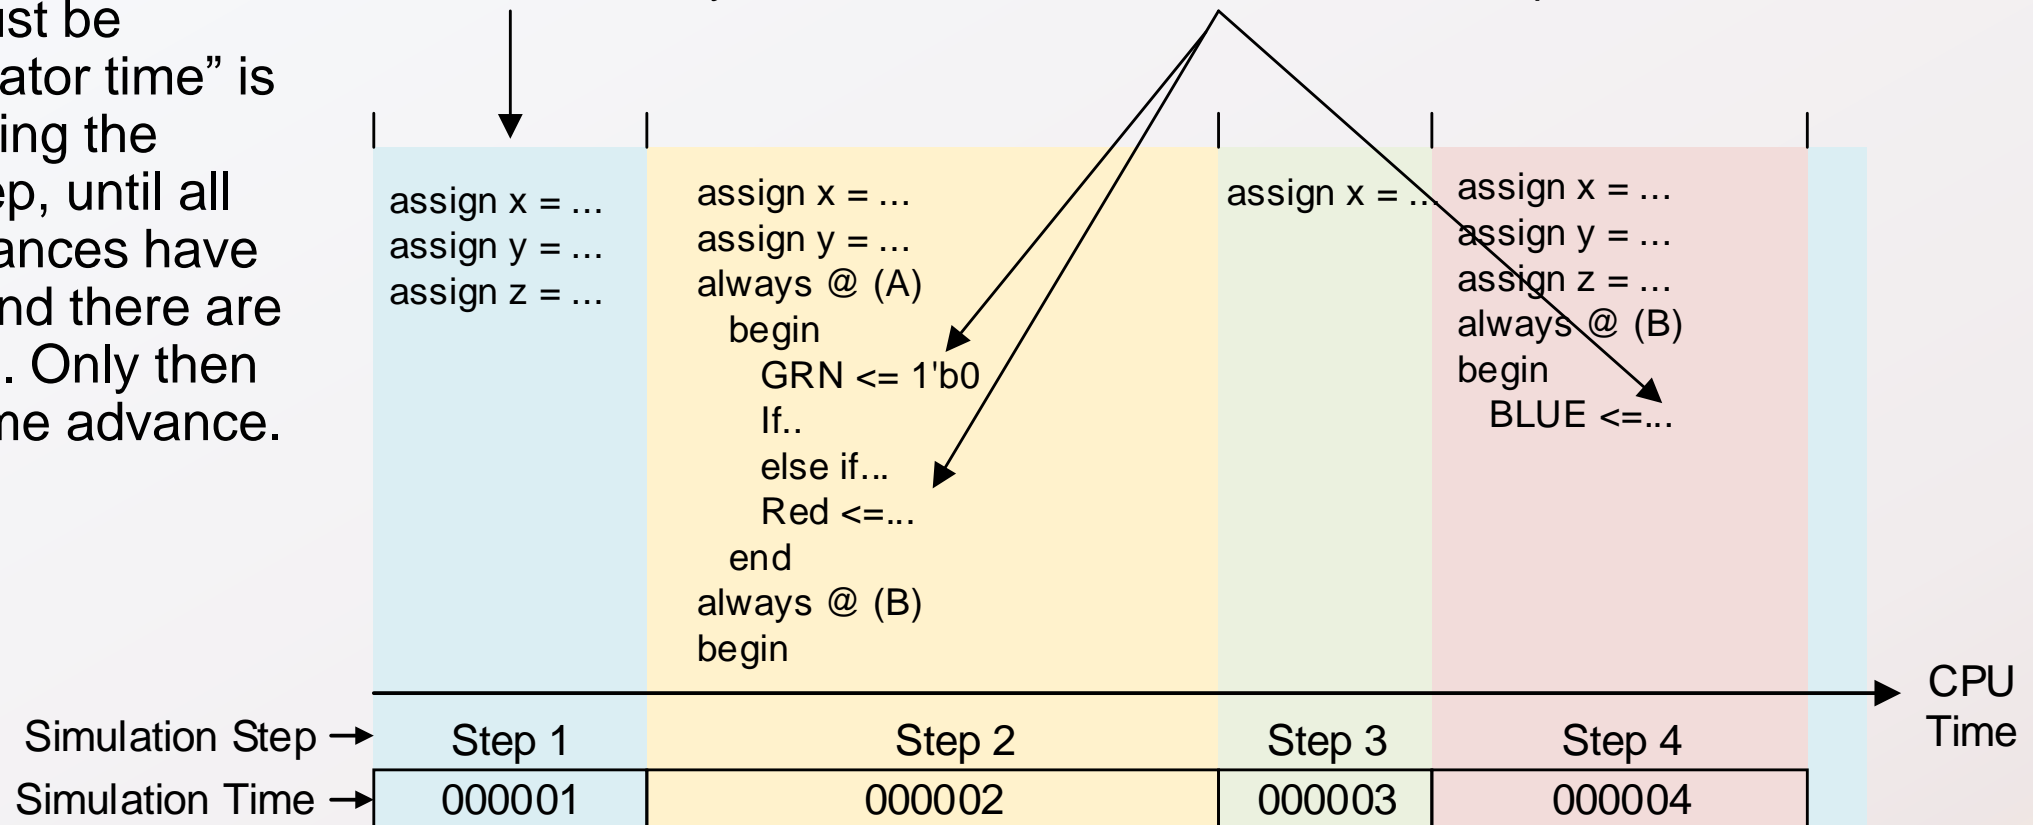 ust be
ator time” is
ing the
ep, until all
ances have
nd there are
. Only then
me advance.
assign x = ...
assign y = ...
assign z = ...
assign x = ...
assign y = ...
always @ (A)
begin
GRN <= 1'b0
If..
else if...
Red <=...
end
always @ (B)
begin
assign x = ...
assign x = ...
assign y = ...
assign z = ...
always @ (B)
begin
BLUE <=...
CPU
Time
Simulation Step
Step 1
Step 2
Step 3
Step 4
Simulation Time
000001
000002
000003
000004